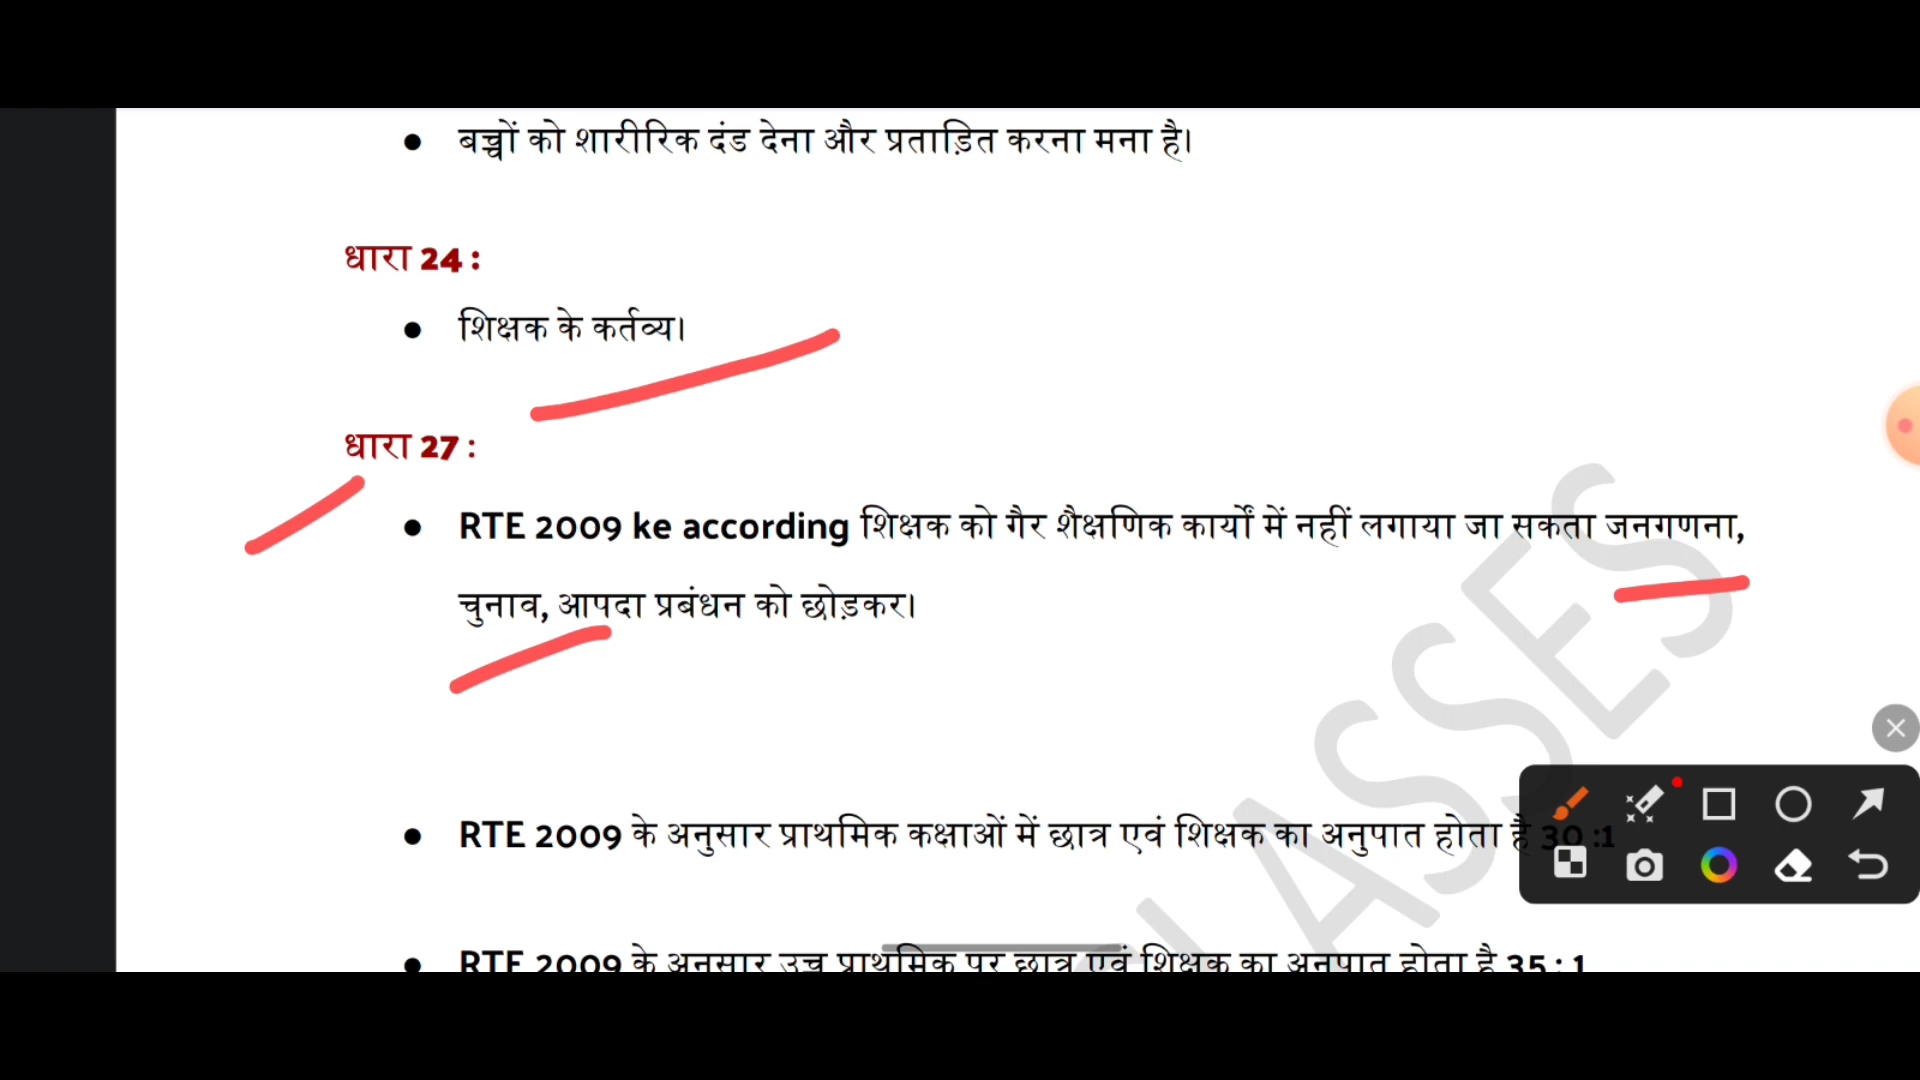 ● बच्चों को शारीरिक दंड देना और प्रताड़ित करना मना है।
धारा 24 :
● शिक्षक के कर्तव्य।
धारा 27 :
● RTE 2009 ke according शिक्षक को गैर शैक्षणिक कार्यों में नहीं लगाया जा सकता जनगणना,
चुनाव, आपदा प्रबंधन को छोड़कर।
● RTE 2009 के अनुसार प्राथमिक कक्षाओं में छात्र एवं शिक्षक का अनुपात होता है 30 :1
● RTE 2009 के अनुसार उच्च प्राथमिक पर छात्र एवं शिक्षक का अनुपात होता है 35 : 1
LASSES